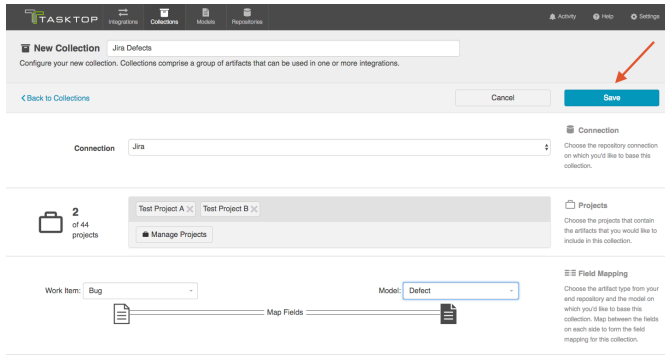 TASKTOP
Integrations
Collections
Models
Repositories
Activity
Help
Settings
New Collection
Jira Defects
Configure your new collection. Collections comprise a group of artifacts that can be used in one or more integrations.
Back to Collections
Cancel
Save
Connection
Jira
Connection
Choose the repository connection
on which you'd like to base this
collection.
2
of 44
projects
Test Project A
Test Project B
Manage Projects
Projects
Choose the projects that contain
the artifacts that you would like to
include in this collection.
Work Item: Bug
Model: Defect
Map Fields
Field Mapping
Choose the artifact type from your
end repository and the model on
which you'd like to base this
collection. Map between the fields
on each side to form the field
mapping for this collection.